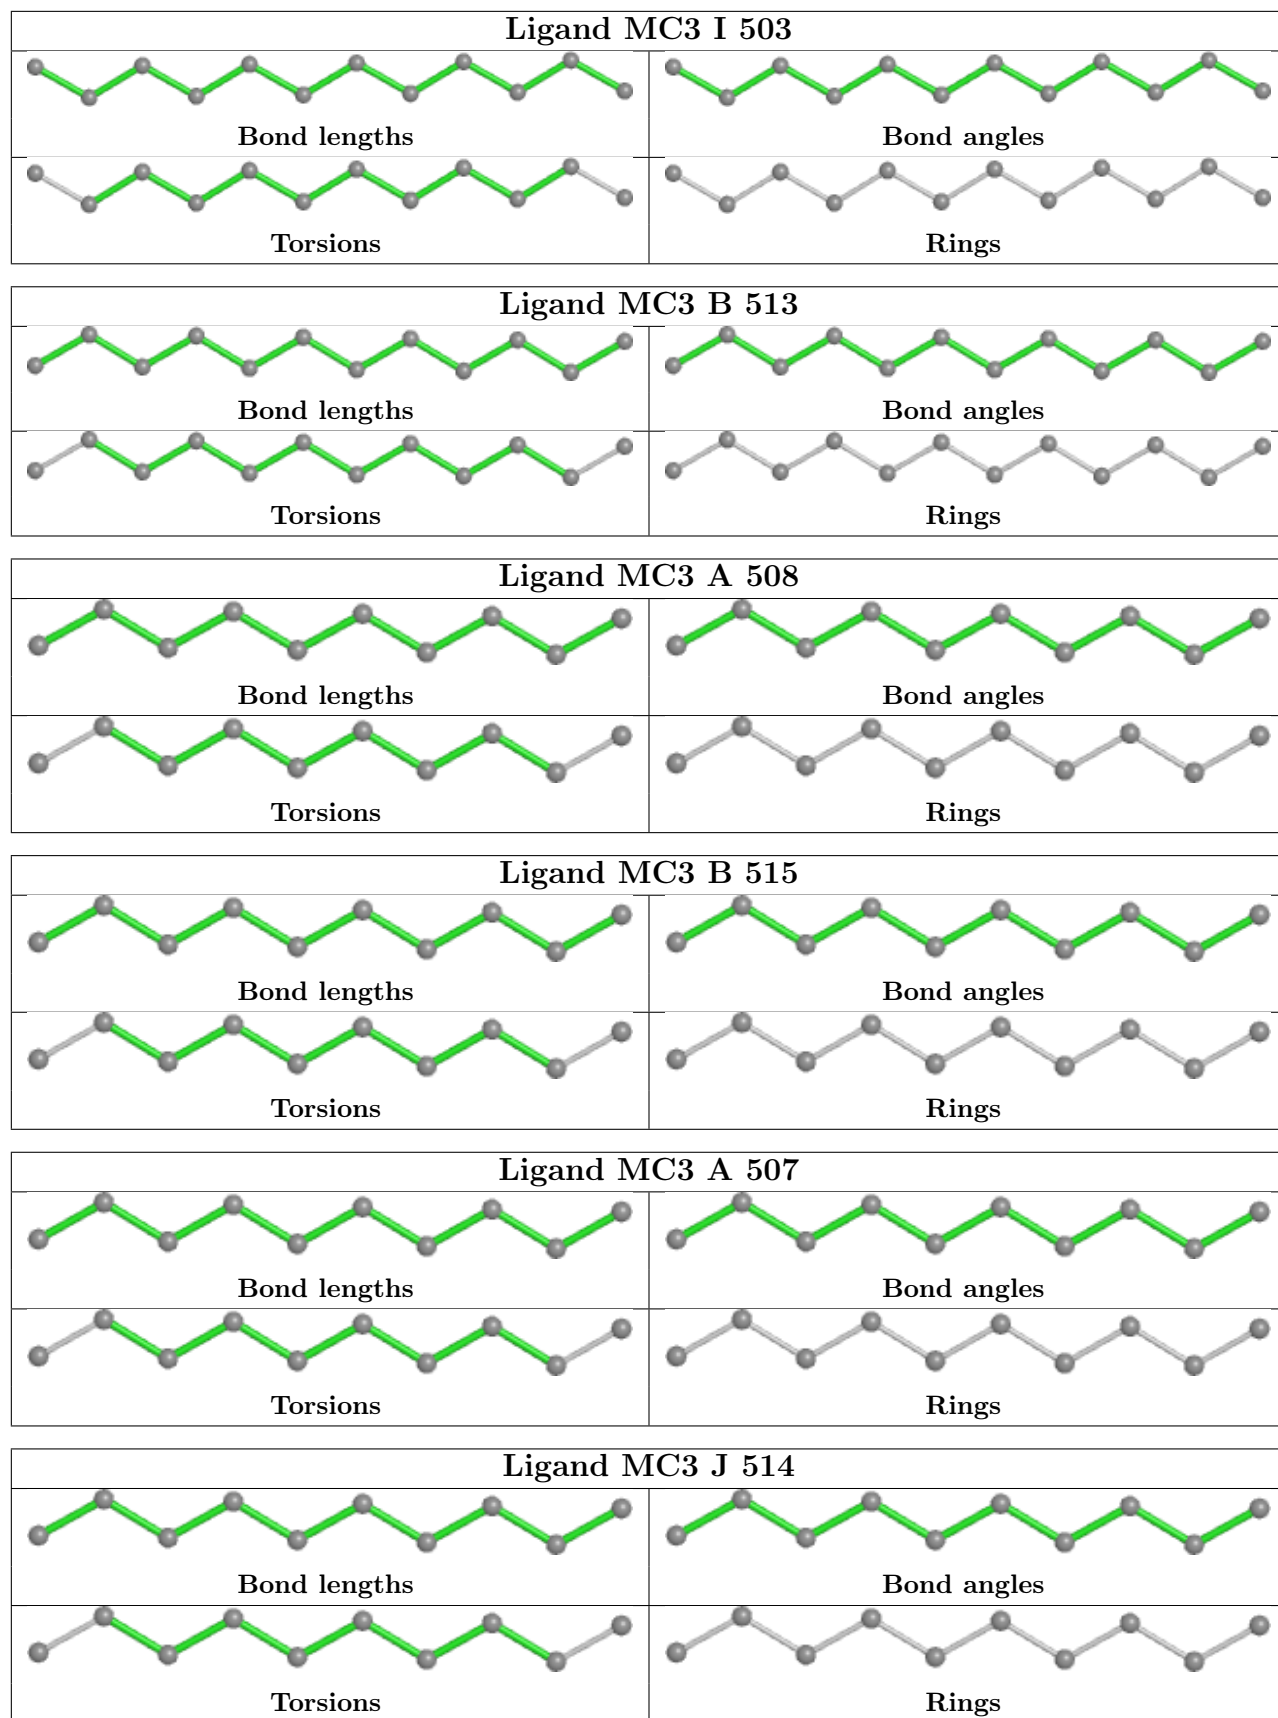 Ligand MC3 I 503
Bond lengths Bond angles
Torsions Rings
Ligand MC3 B 513
Bond lengths Bond angles
Torsions Rings
Ligand MC3 A 508
Bond lengths Bond angles
Torsions Rings
Ligand MC3 B 515
Bond lengths Bond angles
Torsions Rings
Ligand MC3 A 507
Bond lengths Bond angles
Torsions Rings
Ligand MC3 J 514
Bond lengths Bond angles
Torsions Rings